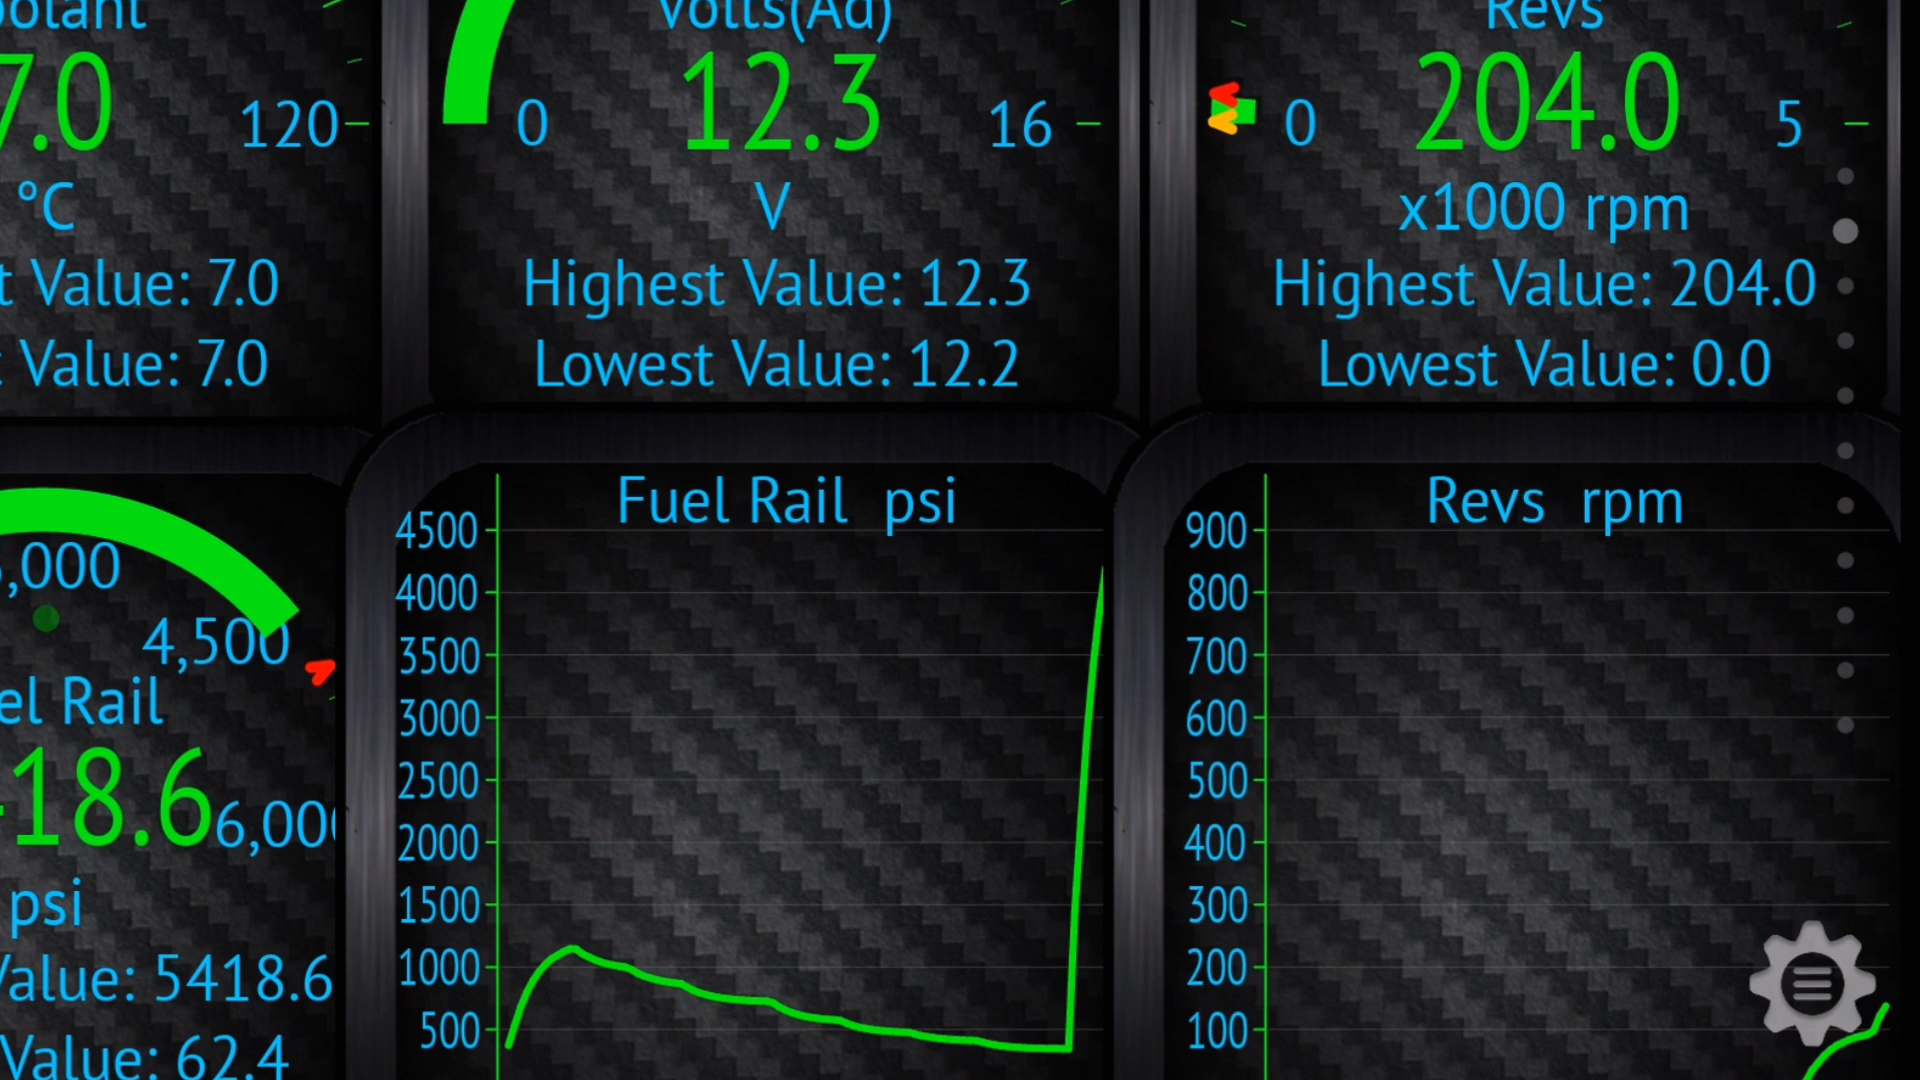 Volts(Ad)
Revs
7.0
120
0
12.3
16
0
204.0
5
°C
V
x1000 rpm
Value: 7.0
Highest Value: 12.3
Highest Value: 204.0
Value: 7.0
Lowest Value: 12.2
Lowest Value: 0.0
Fuel Rail psi
Revs rpm
4500
4000
3500
3000
2500
2000
1500
1000
500
900
800
700
600
500
400
300
200
100
,000
4,500
Rail
18.6
psi
Value: 5418.6
Value: 62.4